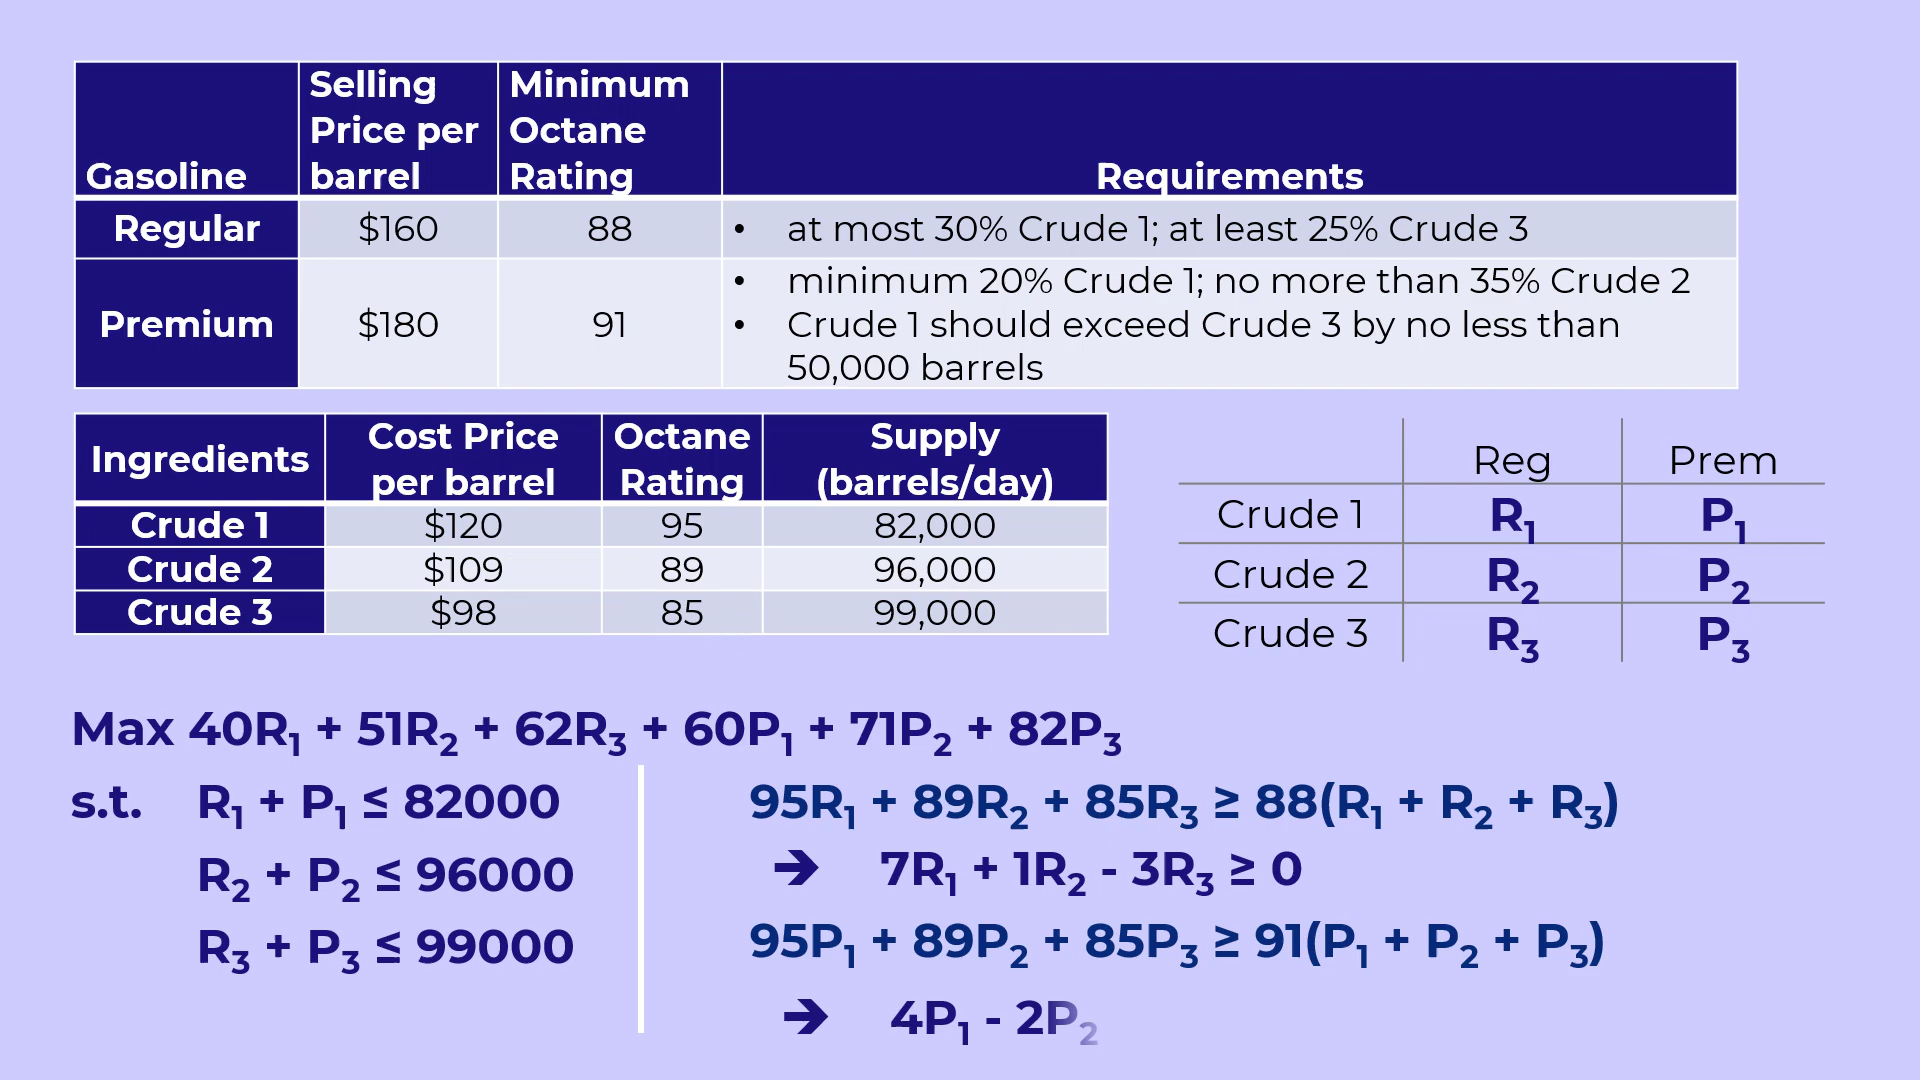 Gasoline Selling Price per barrel Minimum Octane Rating Requirements
Regular $160 88 • at most 30% Crude 1; at least 25% Crude 3
Premium $180 91 • minimum 20% Crude 1; no more than 35% Crude 2
• Crude 1 should exceed Crude 3 by no less than
50,000 barrels
Ingredients Cost Price per barrel Octane Rating Supply (barrels/day)
Crude 1 $120 95 82,000
Crude 2 $109 89 96,000
Crude 3 $98 85 99,000
Reg Prem
Crude 1 R₁ P₁
Crude 2 R₂ P₂
Crude 3 R₃ P₃
Max 40R₁ + 51R₂ + 62R₃ + 60P₁ + 71P₂ + 82P₃
s.t. R₁ + P₁ ≤ 82000
R₂ + P₂ ≤ 96000
R₃ + P₃ ≤ 99000
95R₁ + 89R₂ + 85R₃ ≥ 88(R₁ + R₂ + R₃)
➔ 7R₁ + 1R₂ - 3R₃ ≥ 0
95P₁ + 89P₂ + 85P₃ ≥ 91(P₁ + P₂ + P₃)
➔ 4P₁ - 2P₂